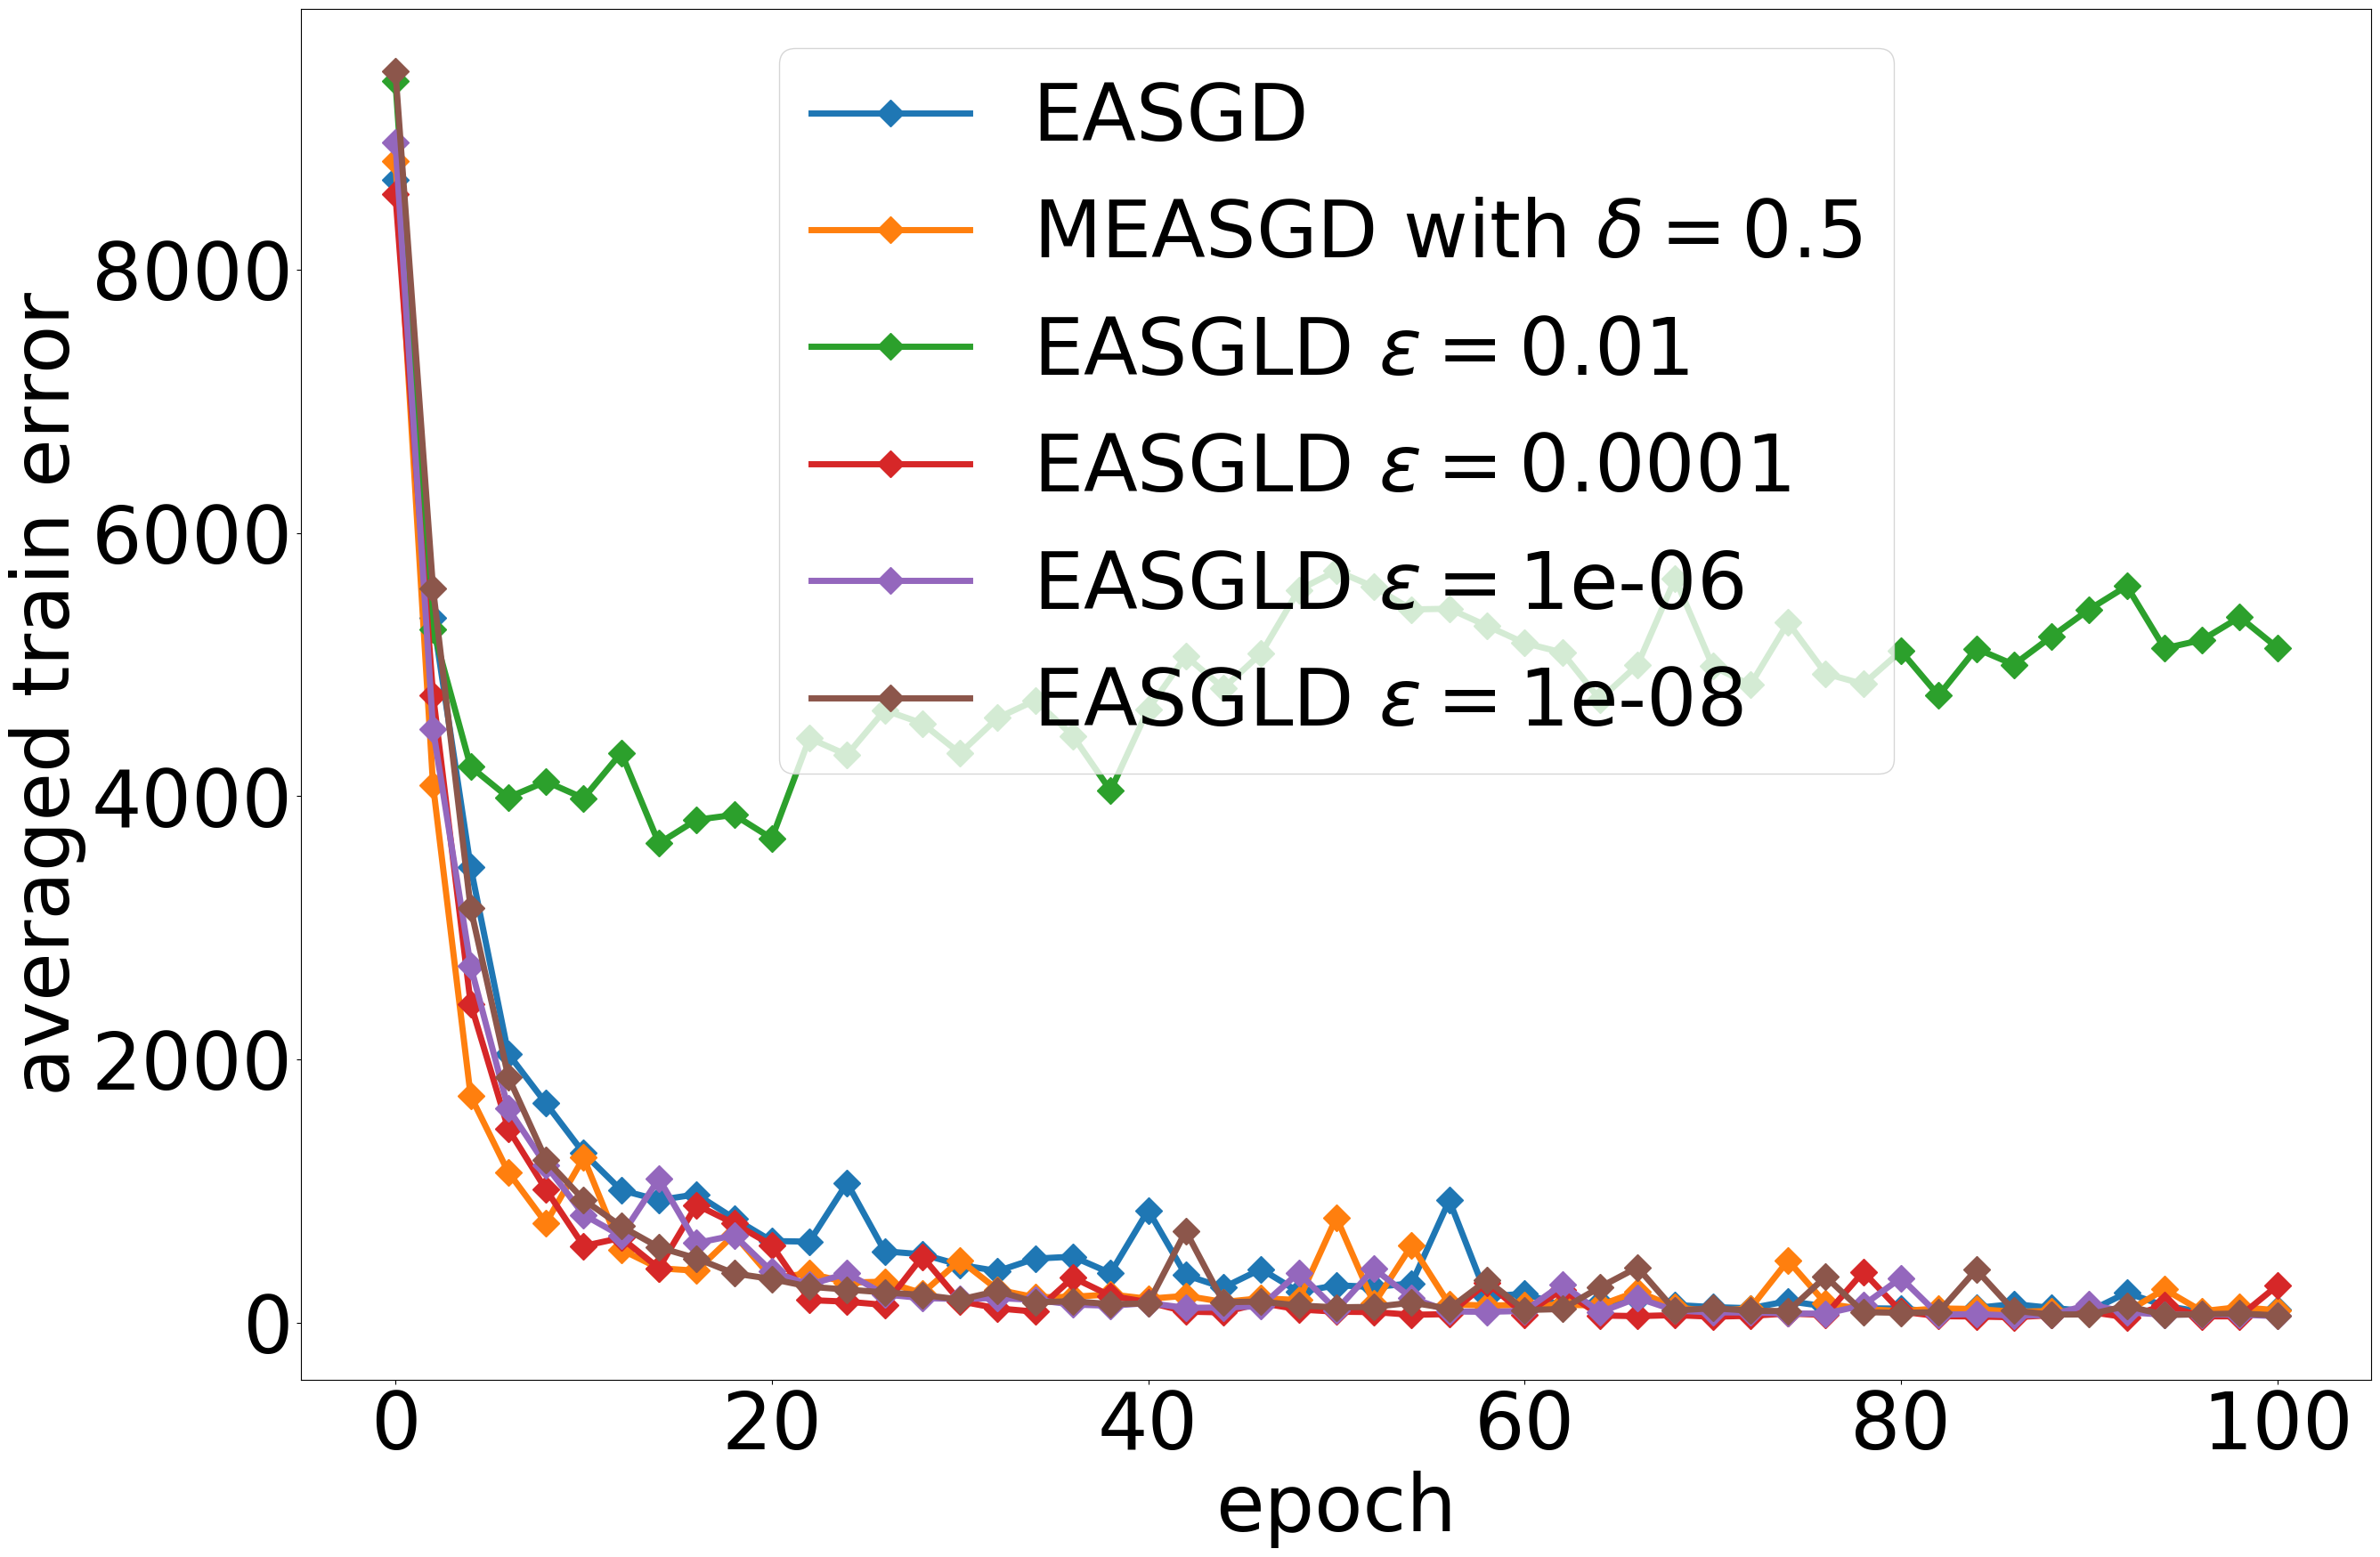 averaged train error
8000
6000
4000
2000
0
EASGD
MEASGD with δ = 0.5
EASGLD ε = 0.01
EASGLD ε = 0.0001
EASGLD ε = 1e-06
EASGLD ε = 1e-08
0 20 40 60 80 100
epoch